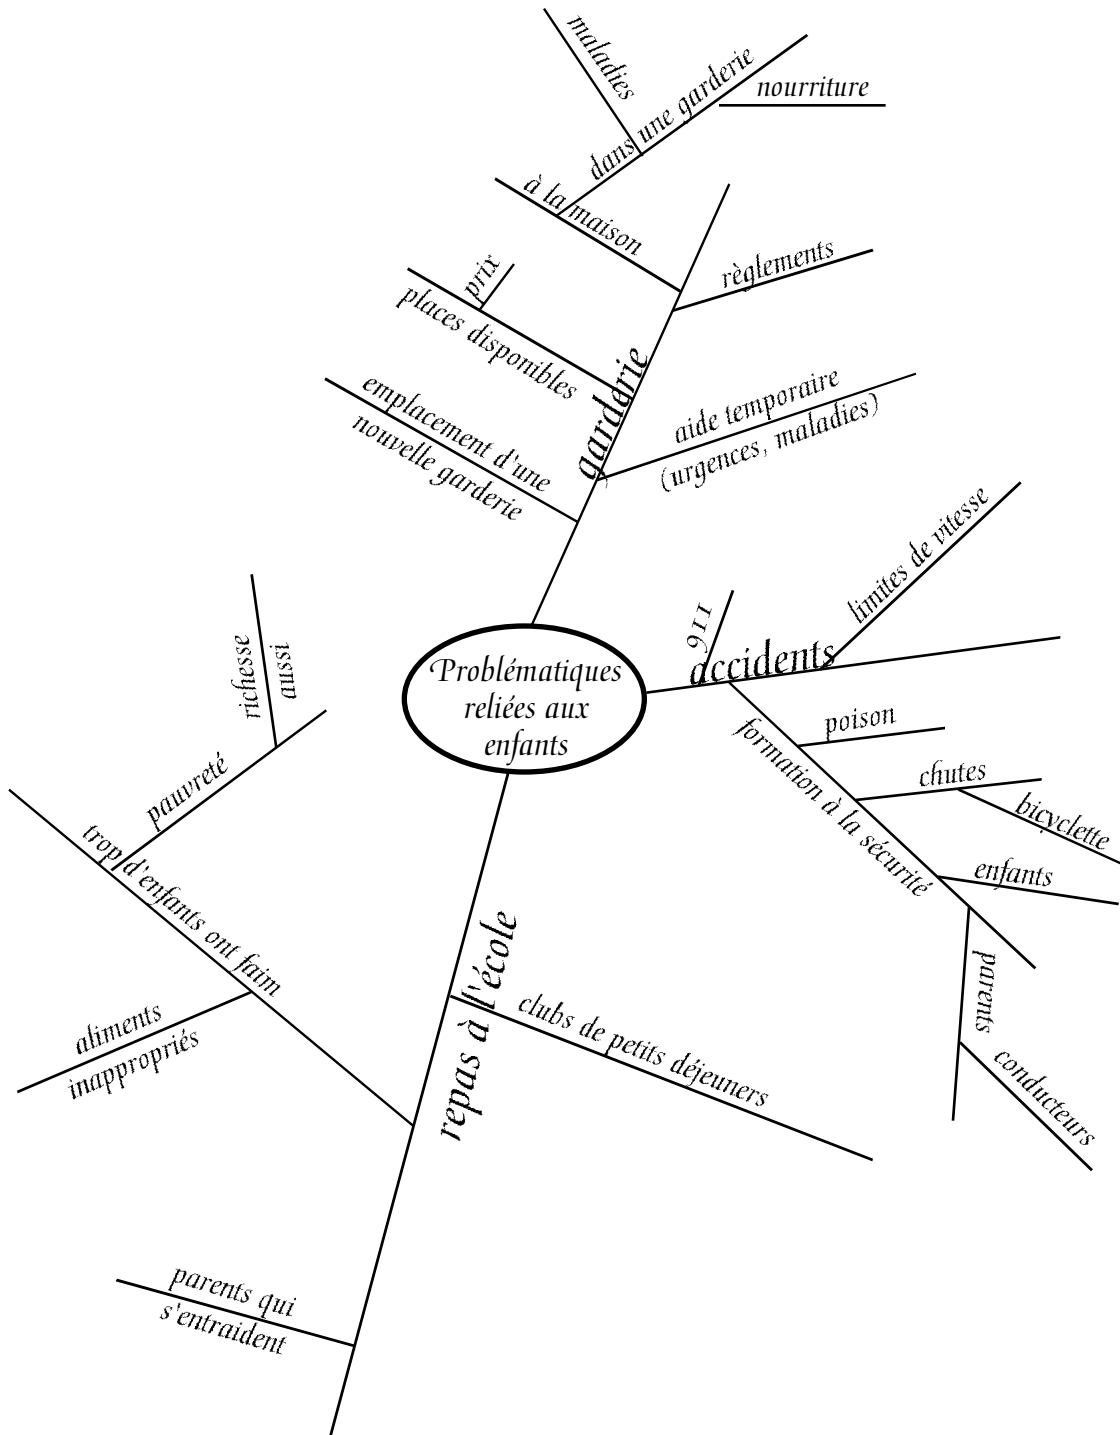 maladies
dans une garderie
nourriture
à la maison
règlements
prix
places disponibles
garderie
emplacement d'une
nouvelle garderie
aide temporaire
(urgences, maladies)
limites de vitesse
911
accidents
Problématiques
reliées aux
enfants
richesse
aussi
pauvreté
trop d'enfants ont faim
aliments
inappropriés
formation à la sécurité
poison
chutes
bicyclette
enfants
parents
conducteurs
repas à l'école
clubs de petits déjeuners
parents qui
s'entraident